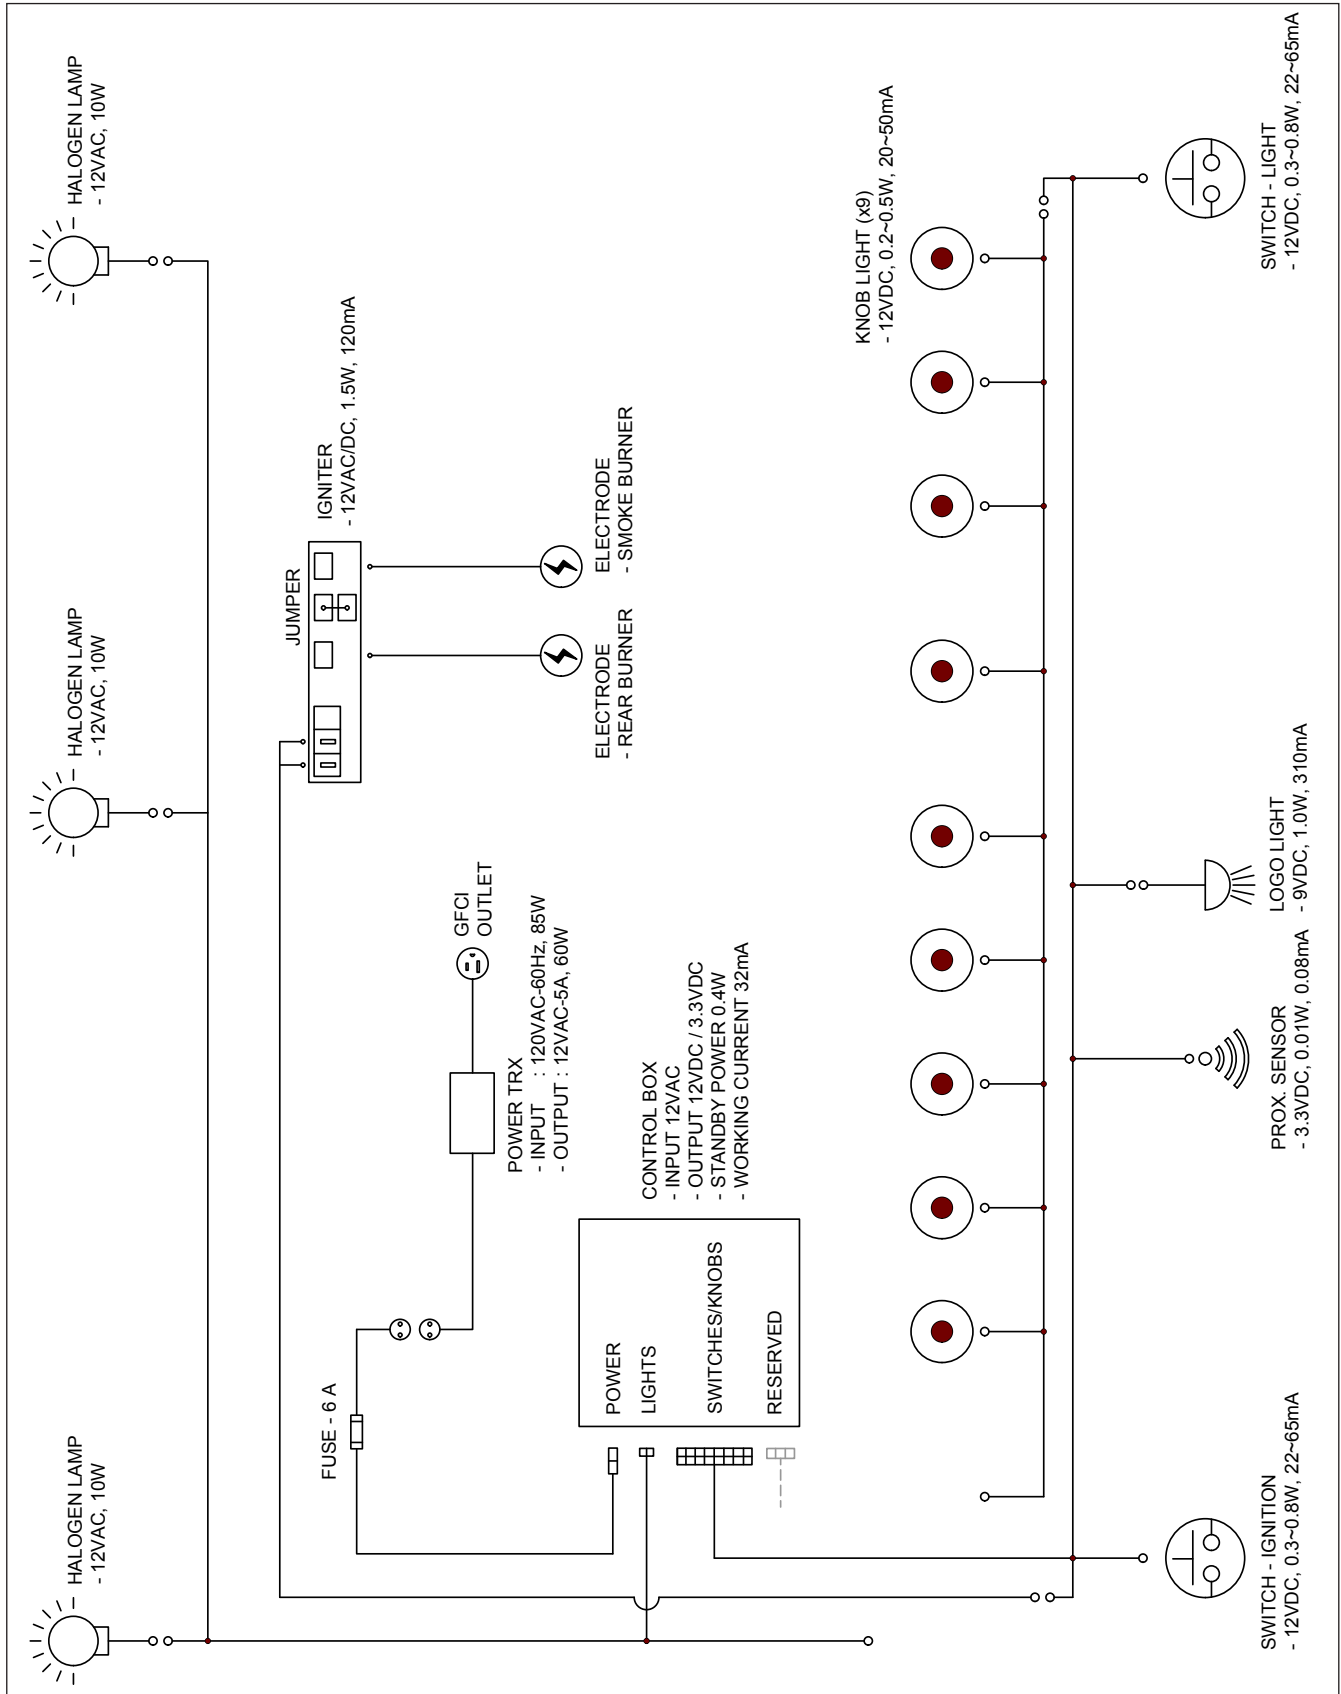 HALOGEN LAMP
- 12VAC, 10W
HALOGEN LAMP
- 12VAC, 10W
HALOGEN LAMP
- 12VAC, 10W
FUSE - 6 A
GFCI
OUTLET
POWER TRX
- INPUT : 120VAC-60Hz, 85W
- OUTPUT : 12VAC-5A, 60W
JUMPER
IGNITER
- 12VAC/DC, 1.5W, 120mA
ELECTRODE
- REAR BURNER
ELECTRODE
- SMOKE BURNER
POWER
LIGHTS
SWITCHES/KNOBS
RESERVED
CONTROL BOX
- INPUT 12VAC
- OUTPUT 12VDC / 3.3VDC
- STANDBY POWER 0.4W
- WORKING CURRENT 32mA
KNOB LIGHT (x9)
- 12VDC, 0.2~0.5W, 20~50mA
SWITCH - IGNITION
- 12VDC, 0.3~0.8W, 22~65mA
PROX. SENSOR
- 3.3VDC, 0.01W, 0.08mA
LOGO LIGHT
- 9VDC, 1.0W, 310mA
SWITCH - LIGHT
- 12VDC, 0.3~0.8W, 22~65mA